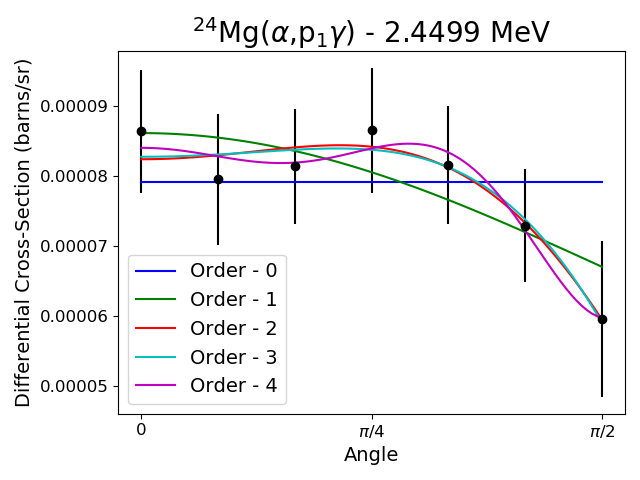 ²⁴Mg(α,p₁γ) - 2.4499 MeV
Differential Cross-Section (barns/sr)
0.00009
0.00008
0.00007
0.00006
0.00005
Order - 0
Order - 1
Order - 2
Order - 3
Order - 4
0
π/4
π/2
Angle